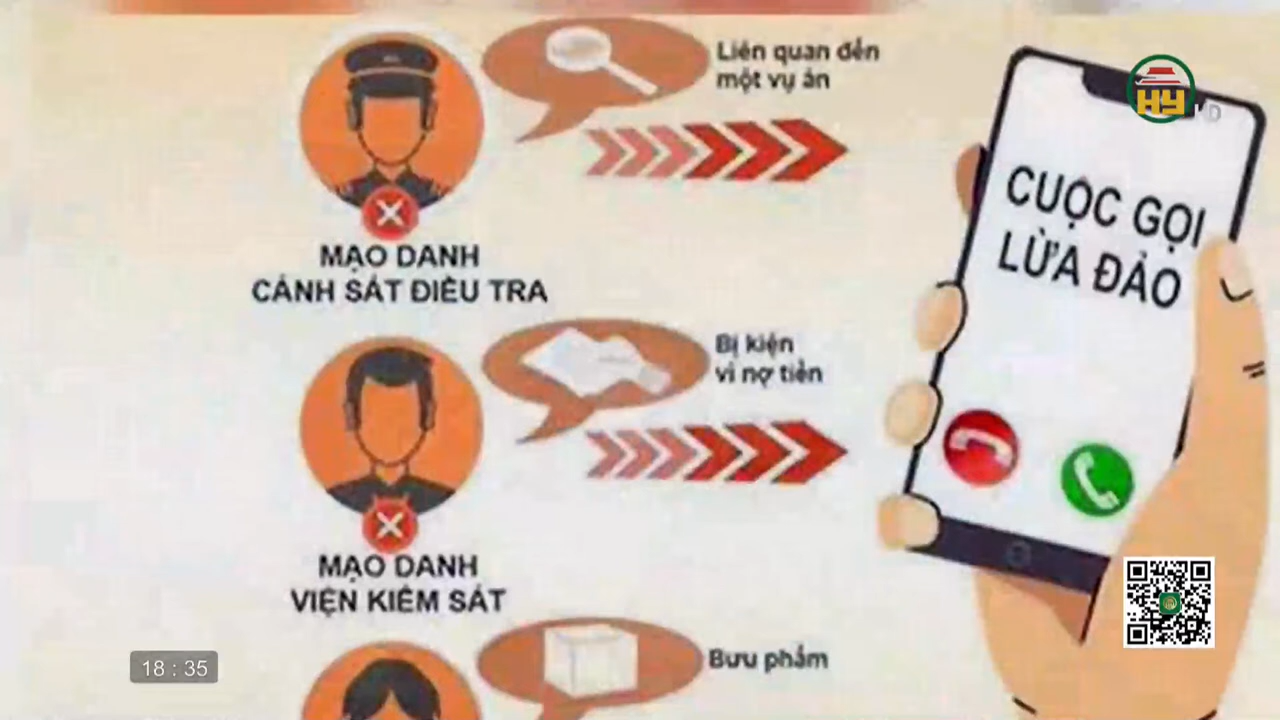 Liên quan đến
một vụ án
MẠO DANH
CẢNH SÁT ĐIỀU TRA
CUỘC GỌI
LỪA ĐẢO
Bị kiện
vì nợ tiền
MẠO DANH
VIỆN KIỂM SÁT
Bưu phẩm
18 : 35
HY
HD